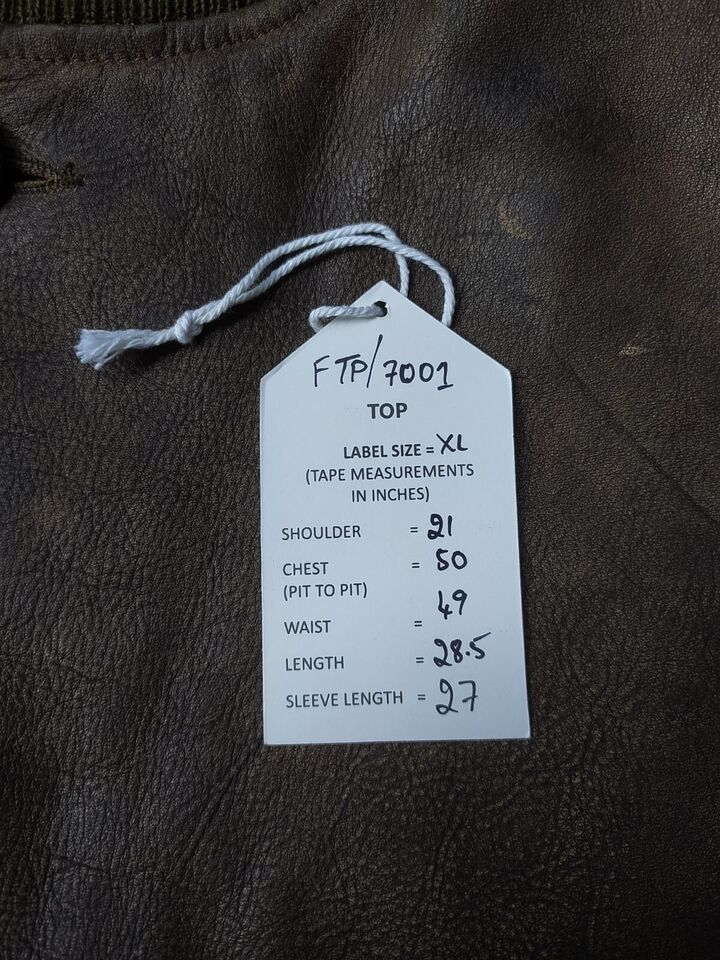 FTP/7001
TOP
LABEL SIZE = XL
(TAPE MEASUREMENTS
IN INCHES)
SHOULDER = 21
CHEST = 50
(PIT TO PIT)
WAIST = 49
LENGTH = 28.5
SLEEVE LENGTH = 27